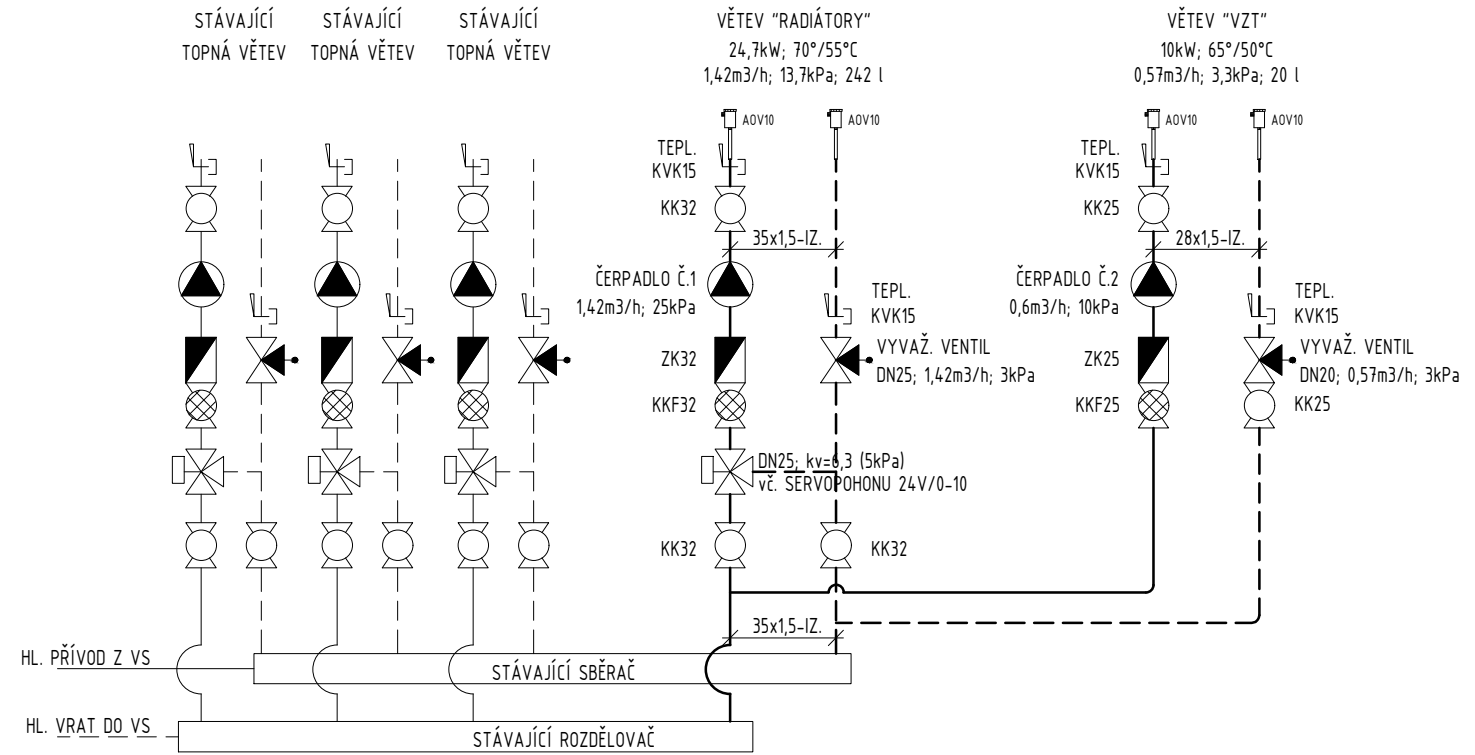 STÁVAJÍCÍ
TOPNÁ VĚTEV
STÁVAJÍCÍ
TOPNÁ VĚTEV
STÁVAJÍCÍ
TOPNÁ VĚTEV
VĚTEV "RADIÁTORY"
24,7kW; 70°/55°C
1,42m3/h; 13,7kPa; 242 l
VĚTEV "VZT"
10kW; 65°/50°C
0,57m3/h; 3,3kPa; 20 l
AOV10
AOV10
AOV10
AOV10
TEPL.
KVK15
TEPL.
KVK15
KK32
KK25
35x1,5-IZ.
28x1,5-IZ.
ČERPADLO Č.1
1,42m3/h; 25kPa
ČERPADLO Č.2
0,6m3/h; 10kPa
TEPL.
KVK15
TEPL.
KVK15
ZK32
VYVAŽ. VENTIL
DN25; 1,42m3/h; 3kPa
ZK25
VYVAŽ. VENTIL
DN20; 0,57m3/h; 3kPa
KKF32
KKF25
KK25
DN25; kv=6,3 (5kPa)
vč. SERVOPOHONU 24V/0-10
KK32
KK32
35x1,5-IZ.
HL. PŘÍVOD Z VS
STÁVAJÍCÍ SBĚRAČ
HL. VRAT DO VS
STÁVAJÍCÍ ROZDĚLOVAČ